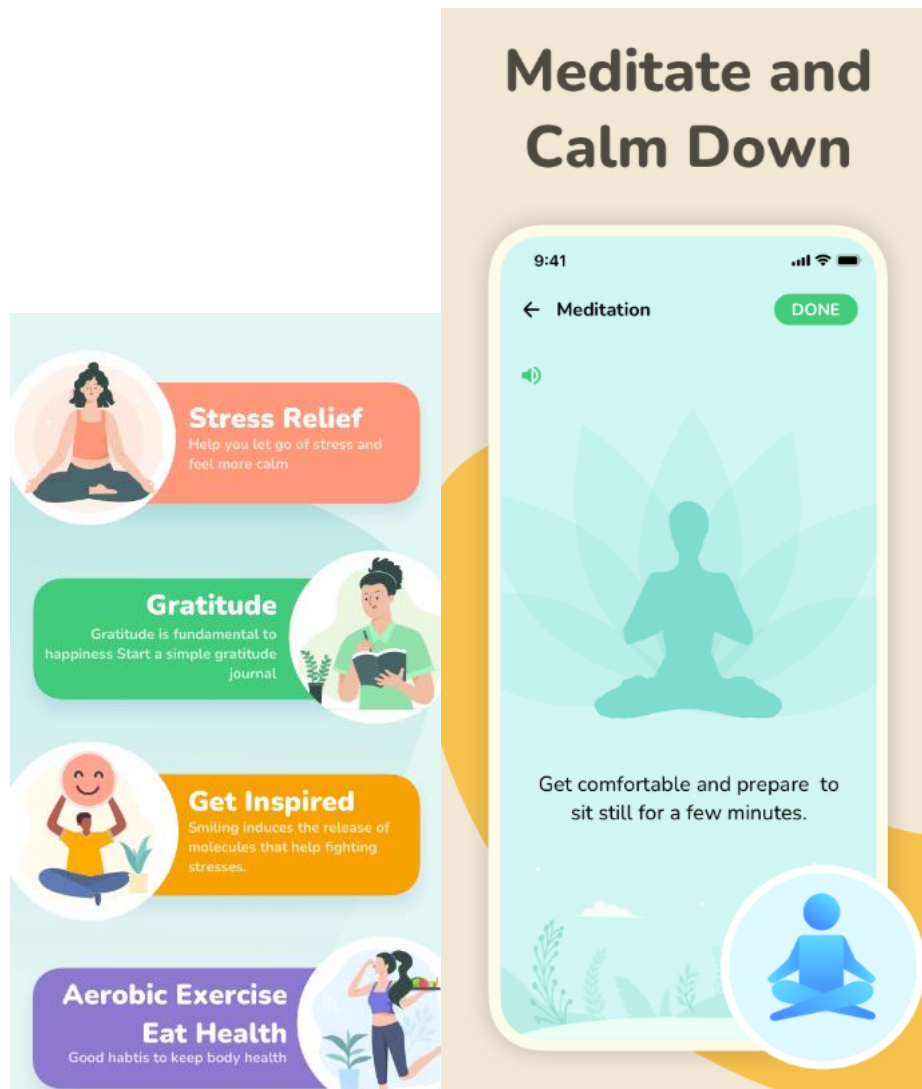 Stress Relief
Help you let go of stress and
feel more calm
Gratitude
Gratitude is fundamental to
happiness Start a simple gratitude
journal
Get Inspired
Smiling induces the release of
molecules that help fighting
stresses.
Aerobic Exercise
Eat Health
Good habtis to keep body health
Meditate and
Calm Down
9:41
Meditation
DONE
Get comfortable and prepare to
sit still for a few minutes.